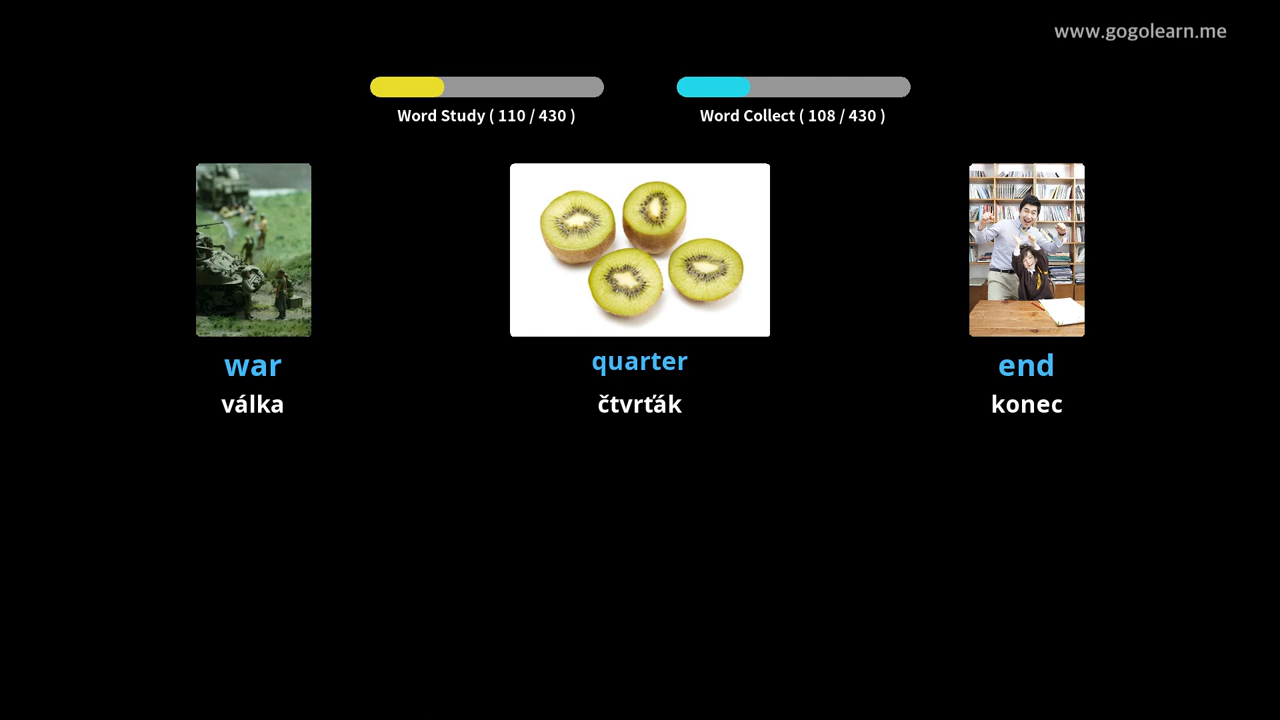 www.gogolearn.me
Word Study ( 110 / 430 )
Word Collect ( 108 / 430 )
war
quarter
end
válka
čtvrťák
konec